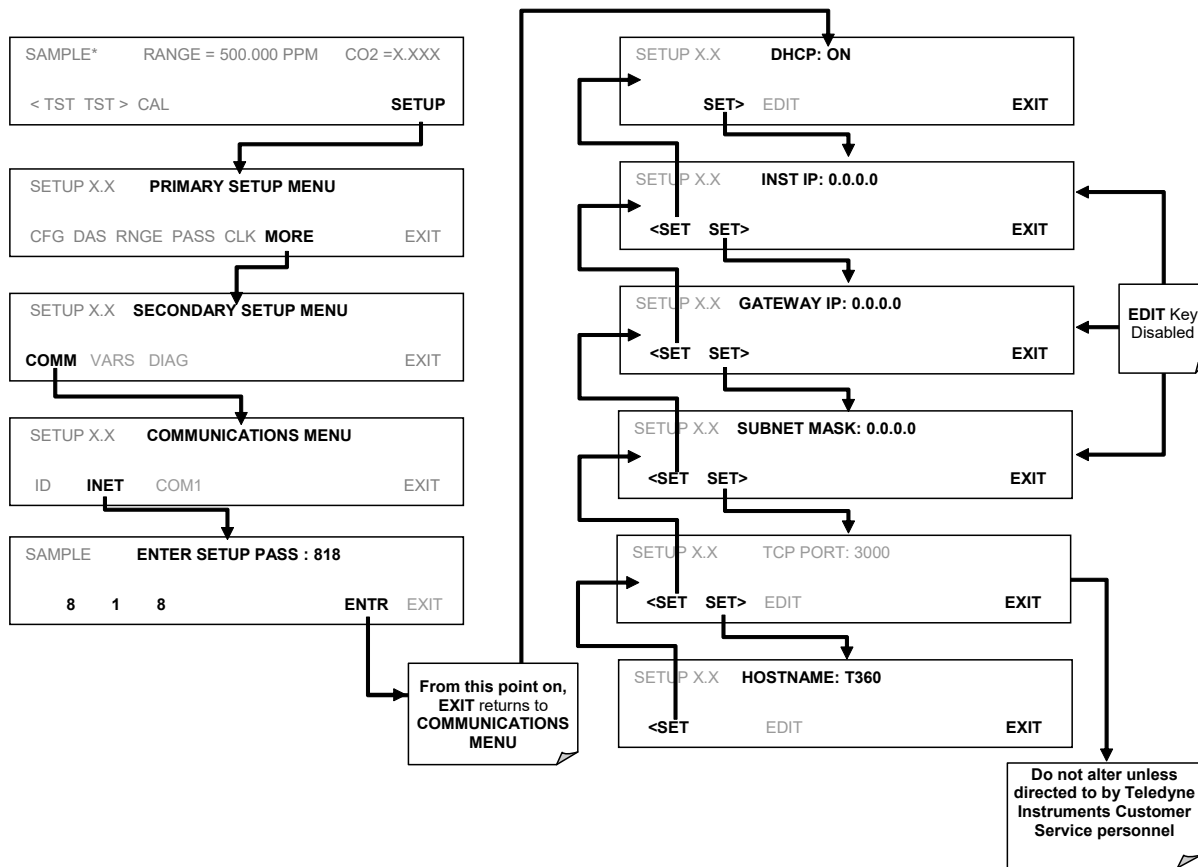 SAMPLE* RANGE = 500.000 PPM CO2 =X.XXX
< TST TST > CAL SETUP
SETUP X.X PRIMARY SETUP MENU
CFG DAS RNGE PASS CLK MORE EXIT
SETUP X.X SECONDARY SETUP MENU
COMM VARS DIAG EXIT
SETUP X.X COMMUNICATIONS MENU
ID INET COM1 EXIT
SAMPLE ENTER SETUP PASS : 818
8 1 8 ENTR EXIT
From this point on,
EXIT returns to
COMMUNICATIONS
MENU
SETUP X.X DHCP: ON
SET> EDIT EXIT
SETUP X.X INST IP: 0.0.0.0
<SET SET> EXIT
SETUP X.X GATEWAY IP: 0.0.0.0
<SET SET> EXIT
EDIT Key
Disabled
SETUP X.X SUBNET MASK: 0.0.0.0
<SET SET> EXIT
SETUP X.X TCP PORT: 3000
<SET SET> EDIT EXIT
SETUP X.X HOSTNAME: T360
<SET EDIT EXIT
Do not alter unless
directed to by Teledyne
Instruments Customer
Service personnel